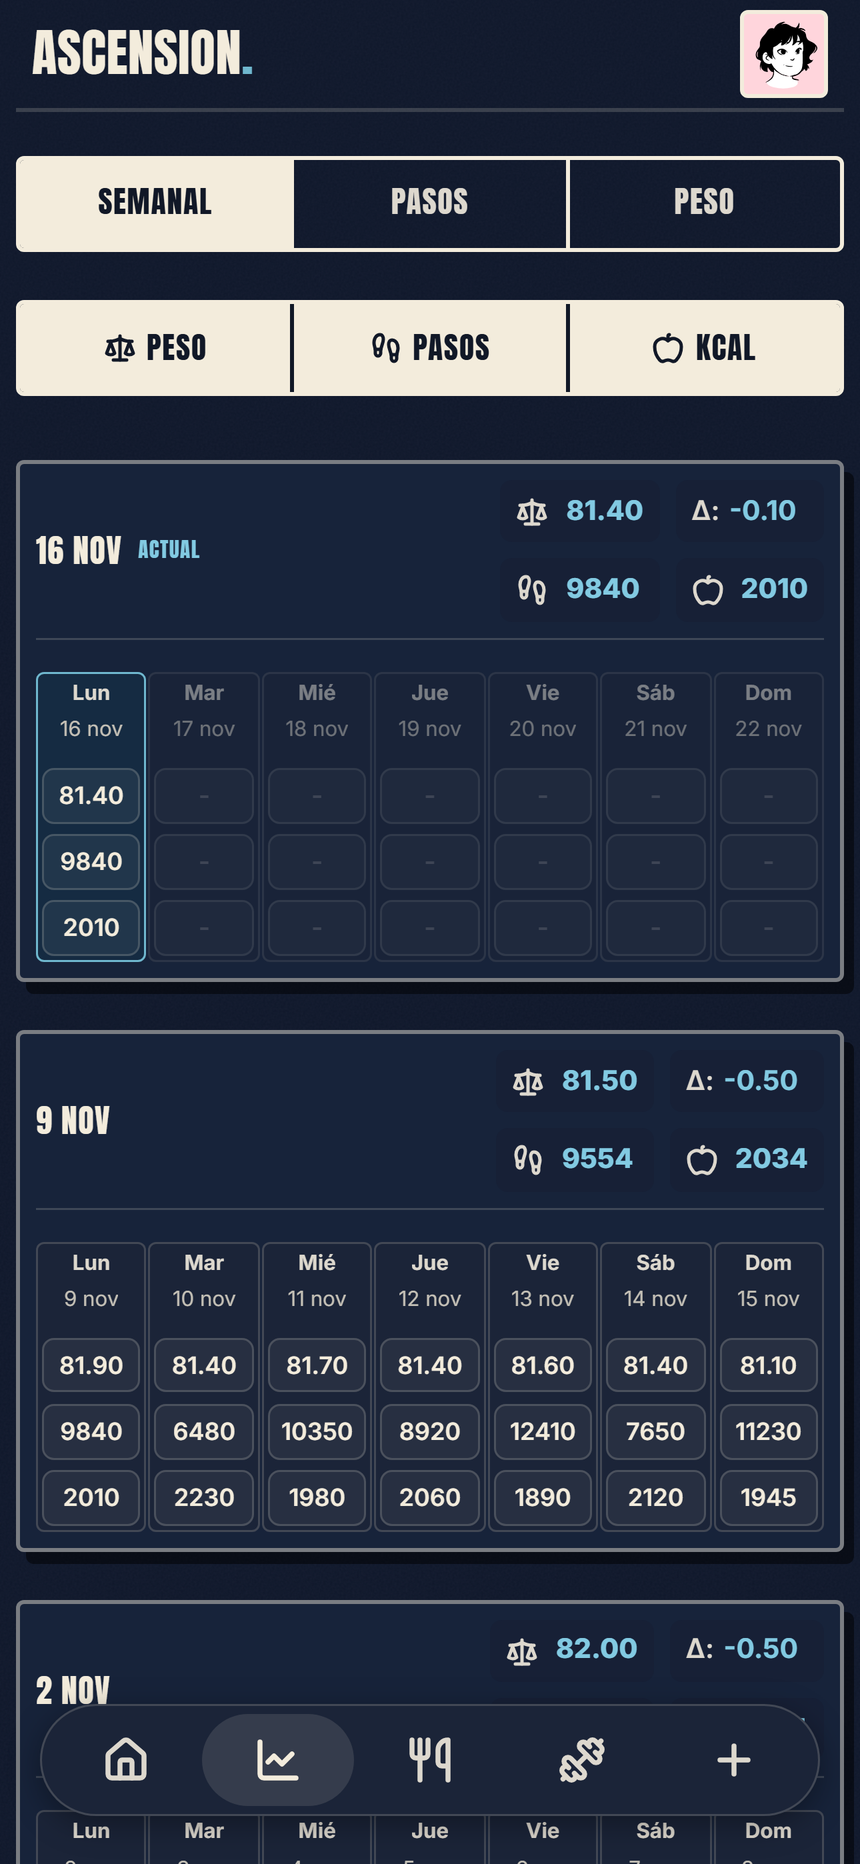 ASCENSION.
SEMANAL PASOS PESO
PESO PASOS KCAL
81.40 Δ: -0.10
16 NOV ACTUAL
9840 2010
Lun Mar Mié Jue Vie Sáb Dom
16 nov 17 nov 18 nov 19 nov 20 nov 21 nov 22 nov
81.40 - - - - - -
9840 - - - - - -
2010 - - - - - -
81.50 Δ: -0.50
9 NOV
9554 2034
Lun Mar Mié Jue Vie Sáb Dom
9 nov 10 nov 11 nov 12 nov 13 nov 14 nov 15 nov
81.90 81.40 81.70 81.40 81.60 81.40 81.10
9840 6480 10350 8920 12410 7650 11230
2010 2230 1980 2060 1890 2120 1945
82.00 Δ: -0.50
2 NOV
Lun Mar Mié Jue Vie Sáb Dom